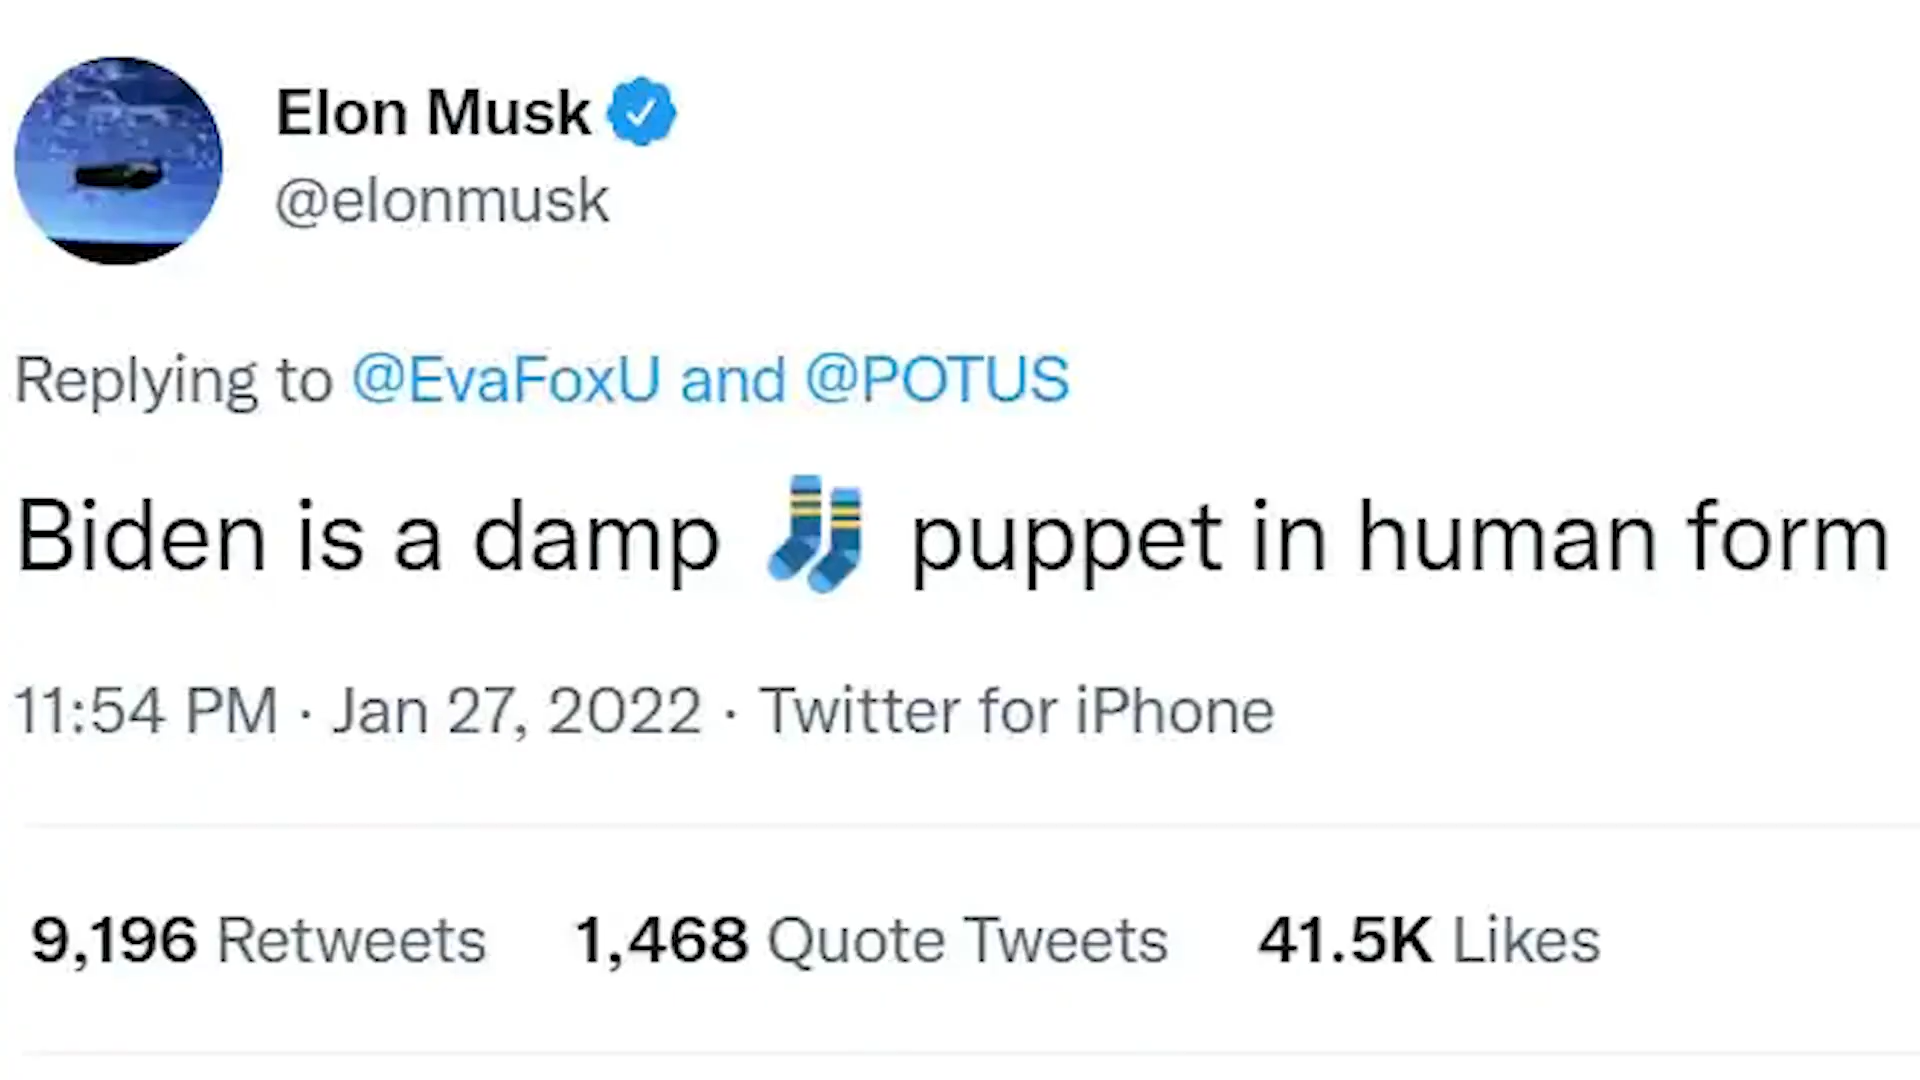 Elon Musk
@elonmusk
Replying to @EvaFoxU and @POTUS
Biden is a damp 🧦 puppet in human form
11:54 PM · Jan 27, 2022 · Twitter for iPhone
9,196 Retweets 1,468 Quote Tweets 41.5K Likes